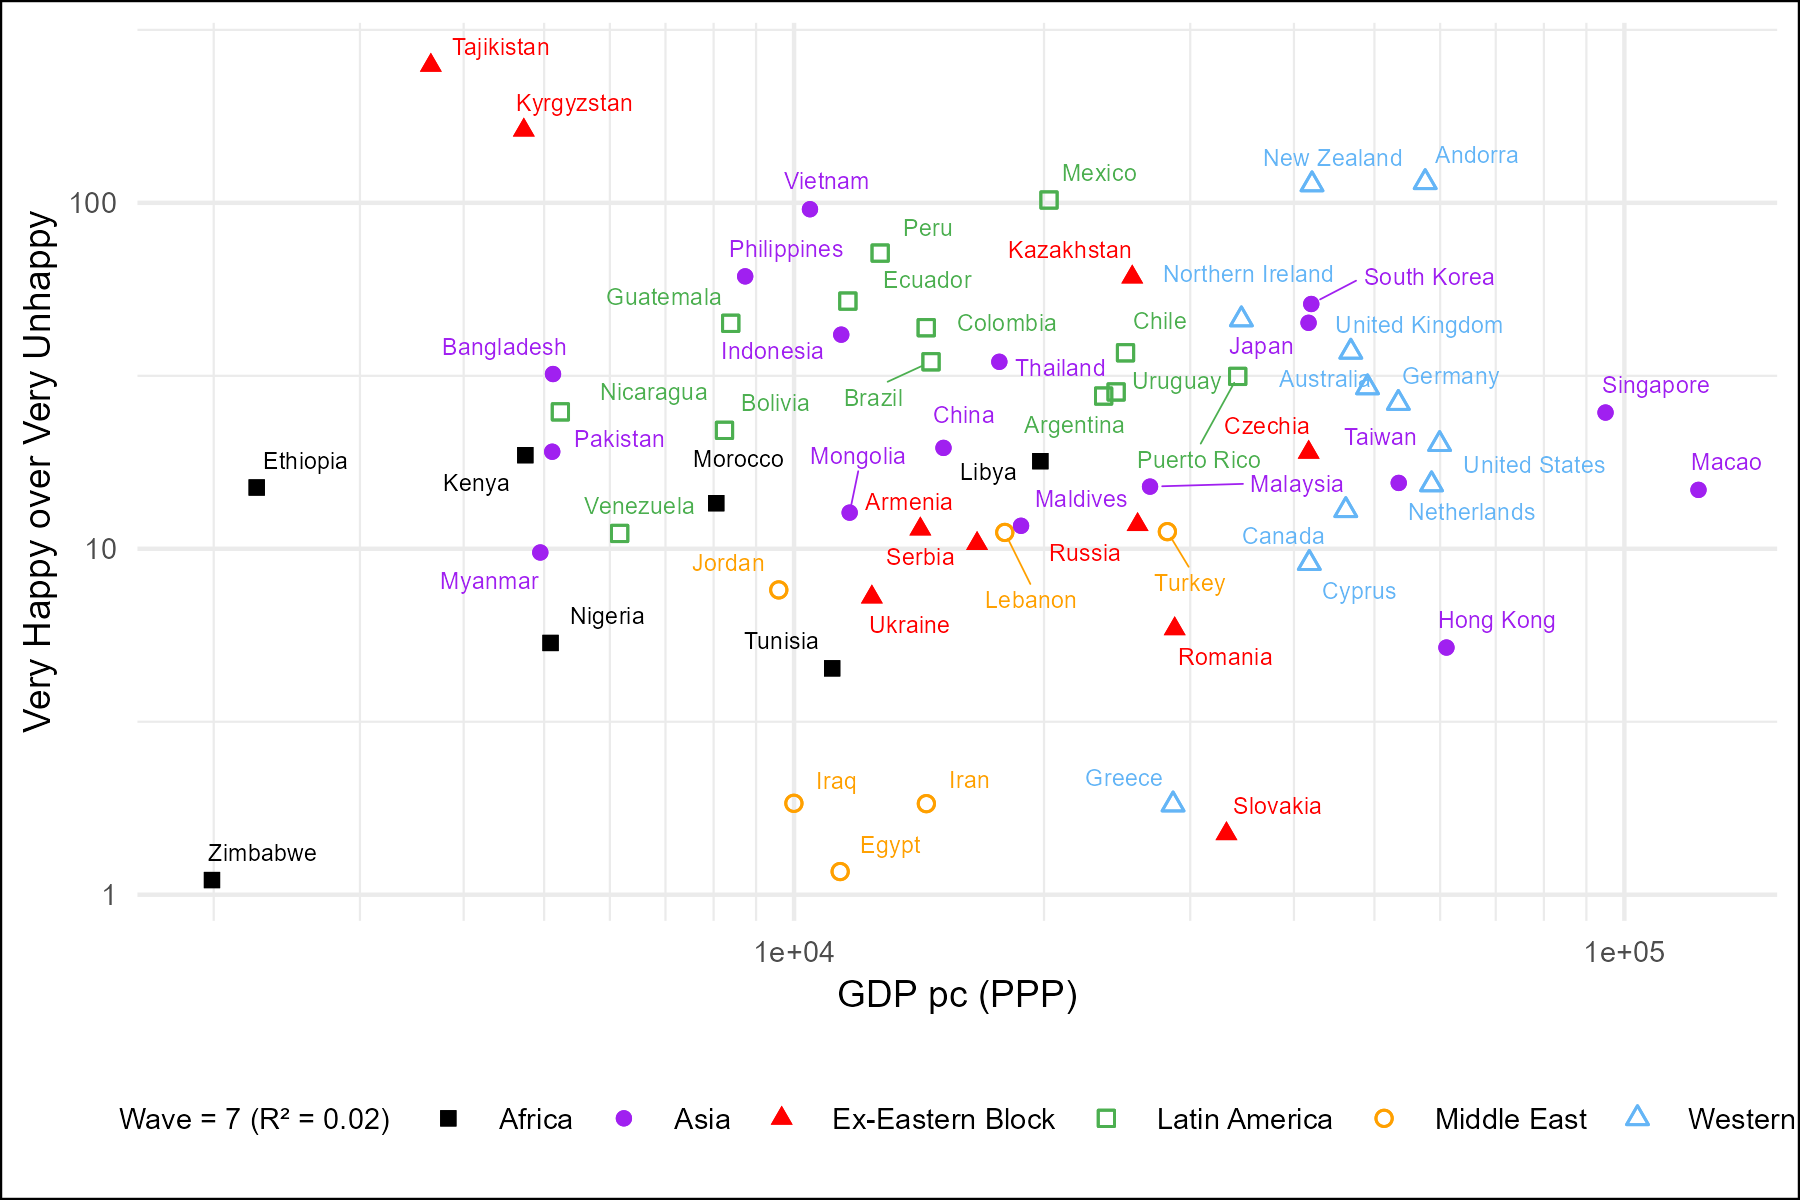 Tajikistan
Kyrgyzstan
New Zealand
Andorra
Mexico
Vietnam
100
Peru
Philippines
Kazakhstan
Northern Ireland
South Korea
Ecuador
Guatemala
Colombia
Chile
United Kingdom
Bangladesh
Indonesia
Japan
Thailand
Uruguay
Australia
Germany
Singapore
Nicaragua
Bolivia
Brazil
China
Argentina
Czechia
Taiwan
Pakistan
Ethiopia
Morocco
Mongolia
Libya
Puerto Rico
United States
Macao
Kenya
Malaysia
Venezuela
Armenia
Maldives
Netherlands
Canada
10
Jordan
Serbia
Russia
Myanmar
Lebanon
Turkey
Cyprus
Nigeria
Ukraine
Hong Kong
Tunisia
Romania
Iraq
Iran
Greece
Slovakia
Egypt
Zimbabwe
1
Very Happy over Very Unhappy
1e+04
1e+05
GDP pc (PPP)
Wave = 7 (R² = 0.02) Africa Asia Ex-Eastern Block Latin America Middle East Western